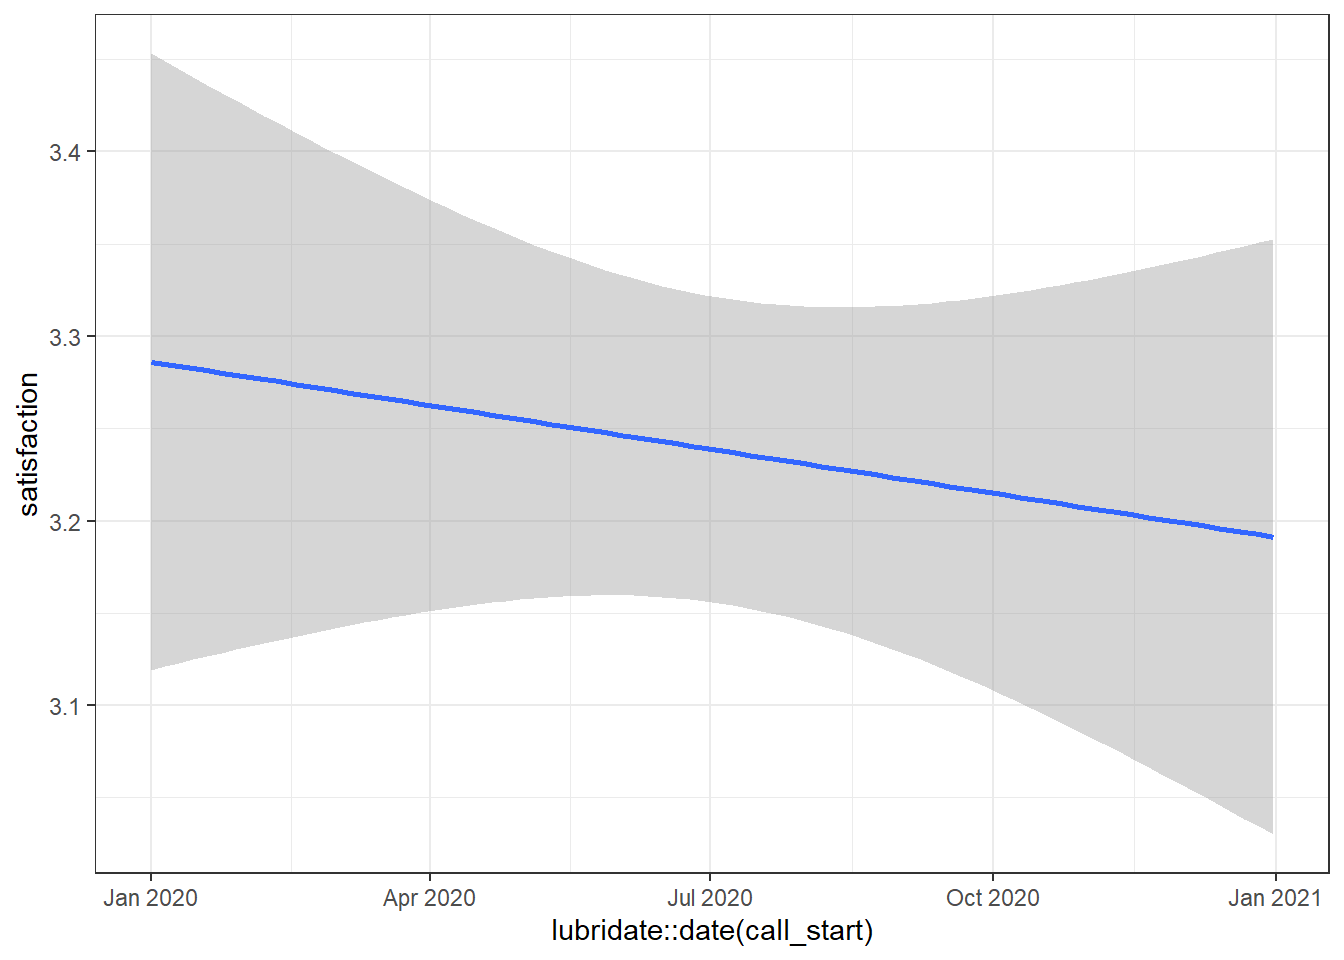 satisfaction
3.4
3.3
3.2
3.1
Jan 2020 Apr 2020 Jul 2020 Oct 2020 Jan 2021
lubridate::date(call_start)